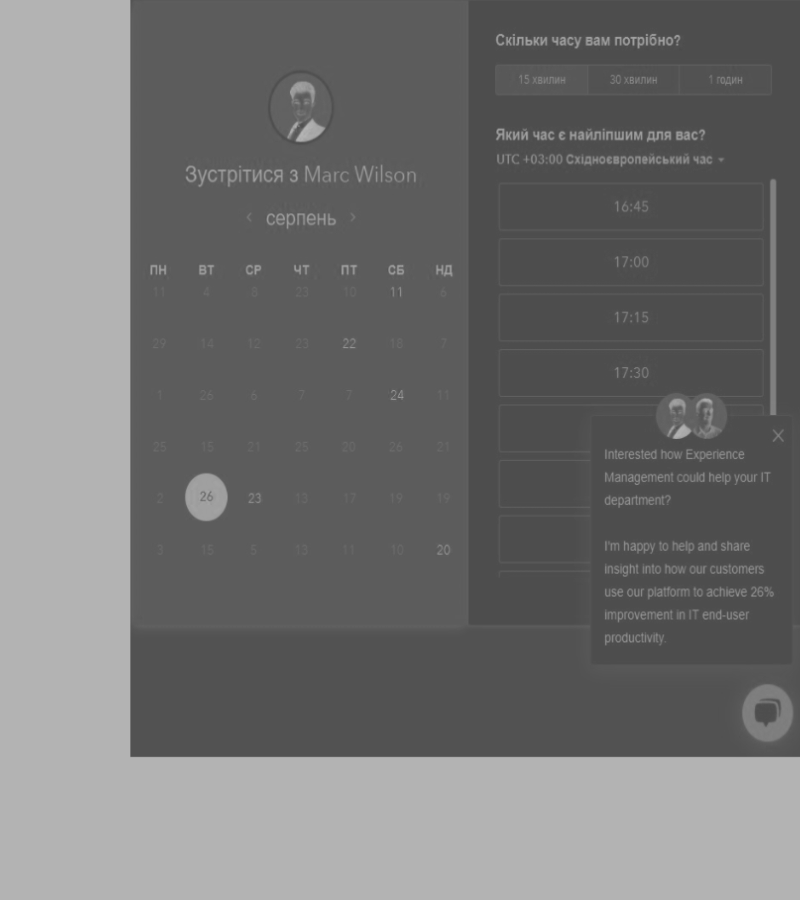 Зустрітися з Marc Wilson
серпень
ПН ВТ СР ЧТ ПТ СБ НД
11 4 8 23 10 11 6
29 14 12 23 22 18 7
1 26 6 7 7 24 11
25 15 21 25 20 26 21
2 26 23 15 17 19 19
3 15 5 13 11 10 20
Скільки часу вам потрібно?
15 хвилин 30 хвилин 1 годин
Який час є найліпшим для вас?
UTC +03:00 Східноєвропейський час
16:45
17:00
17:15
17:30
Interested how Experience
Management could help your IT
department?
I'm happy to help and share
insight into how our customers
use our platform to achieve 26%
improvement in IT end-user
productivity.